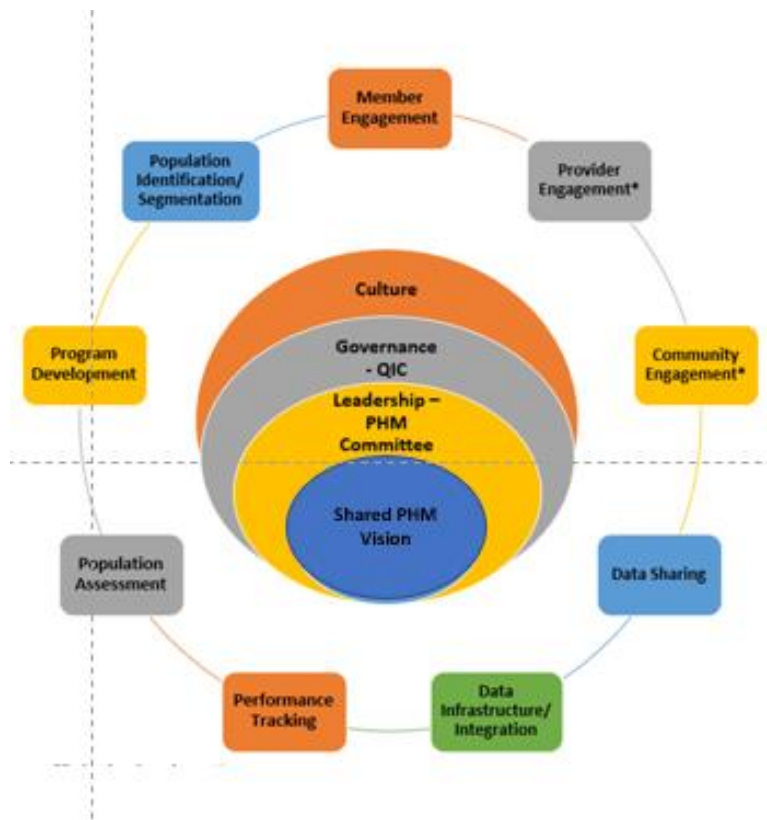 Member
Engagement
Provider
Engagement*
Community
Engagement*
Data Sharing
Data
Infrastructure/
Integration
Performance
Tracking
Population
Assessment
Program
Development
Population
Identification/
Segmentation
Culture
Governance
- QIC
Leadership –
PHM
Committee
Shared PHM
Vision